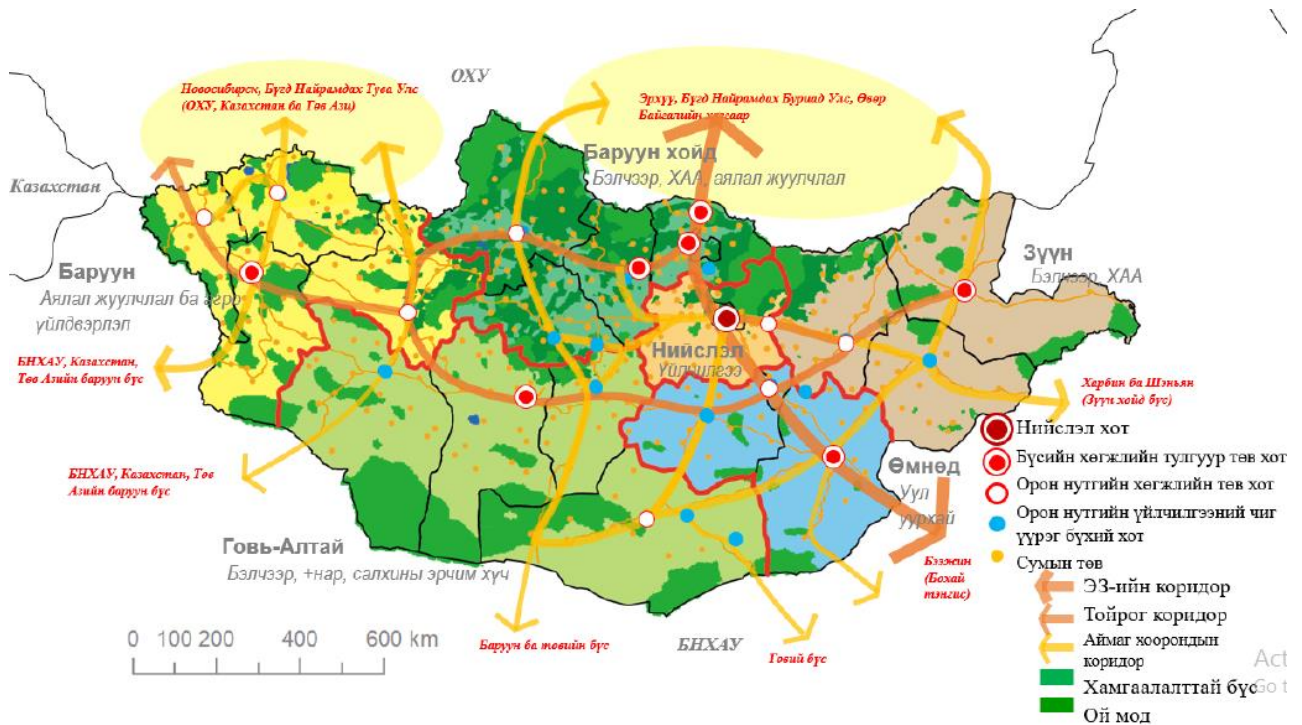 ОХУ
Новосибирск, Бүгд Найрамдах Тува Улс
(ОХУ, Казахстан ба Төв Ази)
Эрхүү, Бүгд Найрамдах Буриад Улс, Өвөр
Байгалийн хязгаар
Казахстан
Баруун хойд
Бэлчээр, ХАА, аялал жуулчлал
Баруун
Аялал жуулчлал ба агро
үйлдвэрлэл
Зүүн
Бэлчээр, ХАА
Нийслэл
Үйлчилгээ
БНХАУ, Казахстан,
Төв Азийн баруун бүс
Харбин ба Шэньян
(Зүүн хойд бүс)
БНХАУ, Казахстан, Төв
Азийн баруун бүс
Өмнөд
Уул
уурхай
Говь-Алтай
Бэлчээр, +нар, салхины эрчим хүч
Бээжин
(Бохай
тэнгис)
Баруун ба төвийн бүс
БНХАУ
Говий бүс
0 100 200 400 600 km
Нийслэл хот
Бүсийн хөгжлийн тулгуур төв хот
Орон нутгийн хөгжлийн төв хот
Орон нутгийн үйлчилгээний чиг
үүрэг бүхий хот
Сумын төв
ЭЗ-ийн коридор
Тойрог коридор
Аймаг хоорондын
коридор
Хамгаалалттай бүс
Ой мод
Act
Go t